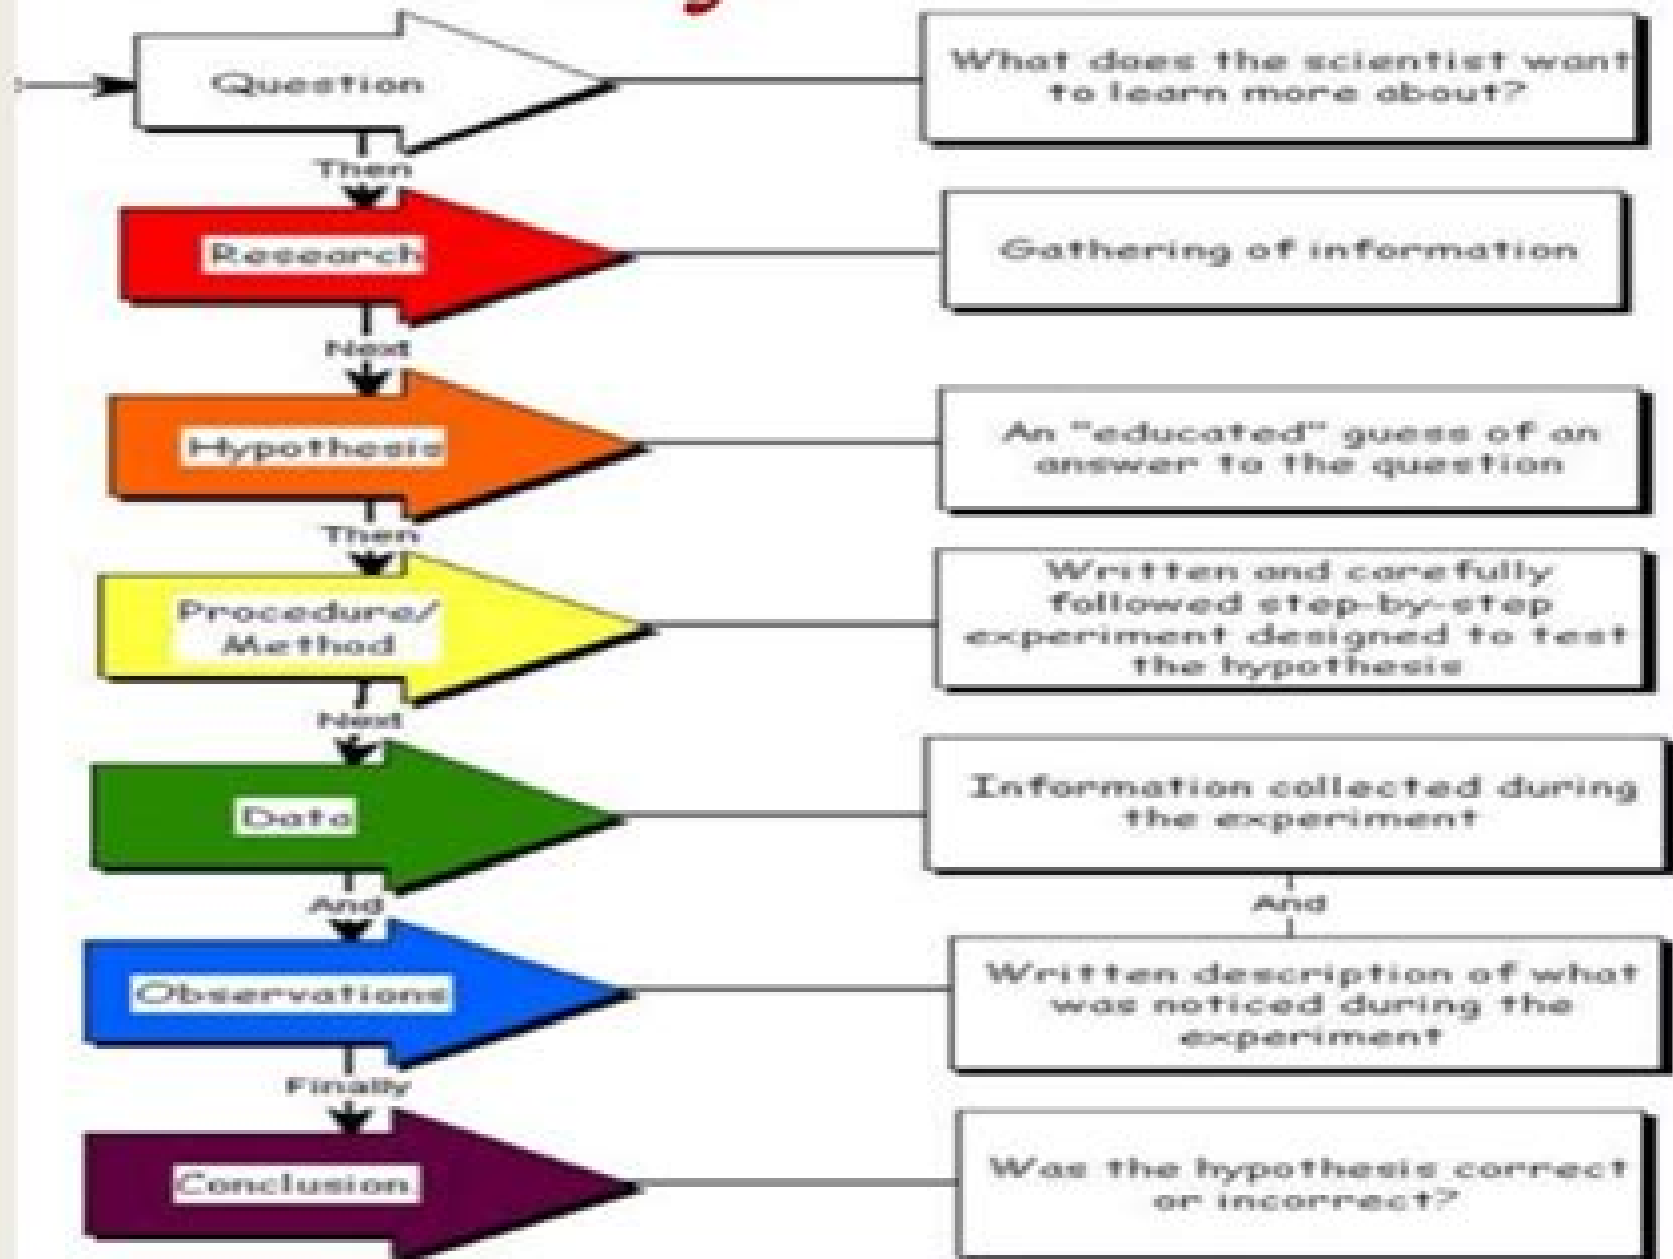 Question
What does the scientist want
to learn more about?
Then
Research
Gathering of information
Next
Hypothesis
An "educated" guess of an
answer to the question
Then
Procedure/
Method
Written and carefully
followed step-by-step
experiment designed to test
the hypothesis
Next
Data
Information collected during
the experiment
And
And
Observations
Written description of what
was noticed during the
experiment
Finally
Conclusion
Was the hypothesis correct
or incorrect?